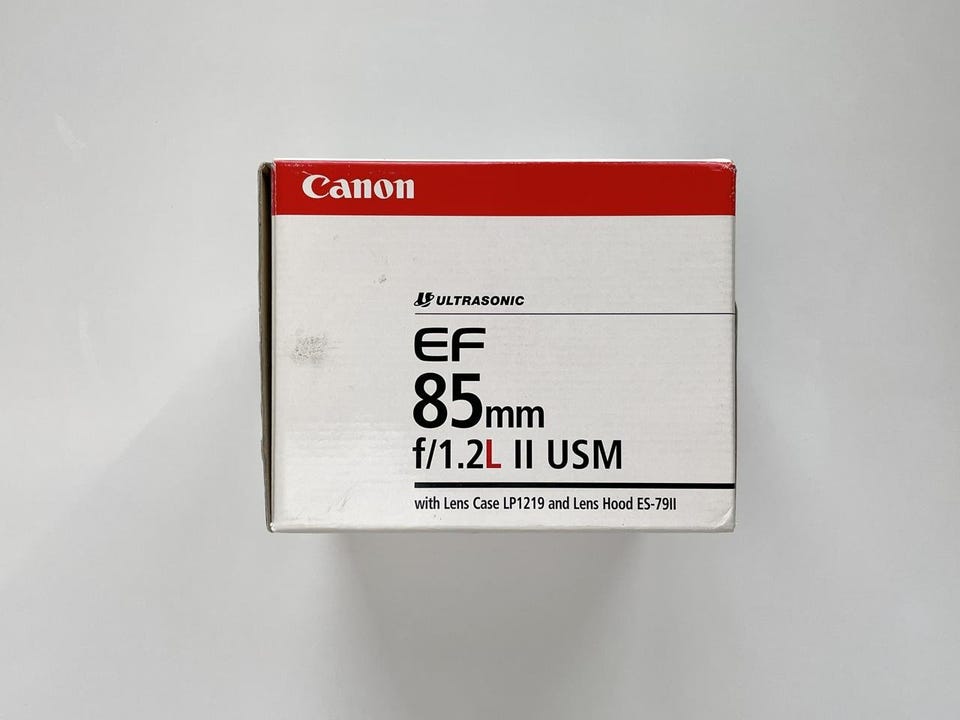 Canon
ULTRASONIC
EF
85mm
f/1.2L II USM
with Lens Case LP1219 and Lens Hood ES-79II